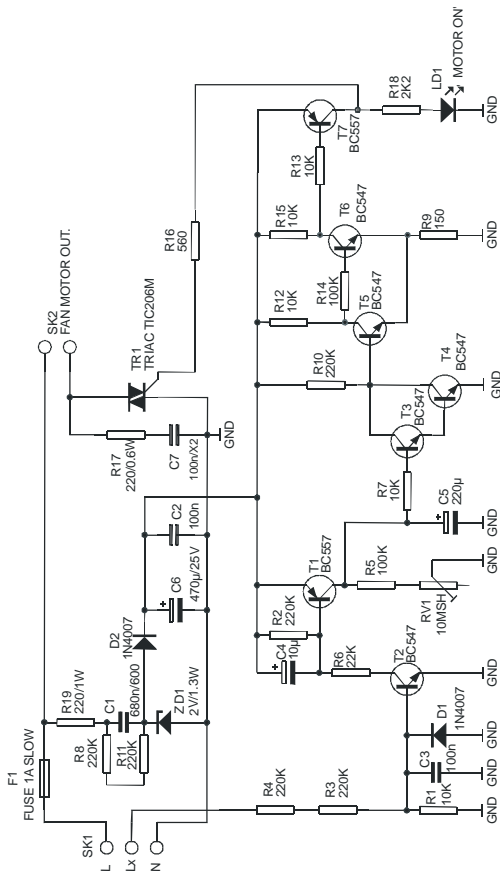 F1
FUSE 1A SLOW
SK1
L
Lx
N
R19
220/1W
R8
220K
R11
220K
C1
680n/600
ZD1
2V/1.3W
D2
1N4007
C6
470µ/25V
C2
100n
R17
220/0.6W
C7
100n/X2
GND
TR1
TRIAC TIC206M
SK2
FAN MOTOR OUT.
R16
560
R4
220K
R3
220K
R1
10K
GND
C3
100n
GND
D1
1N4007
GND
T2
BC547
GND
R6
22K
C4
10µ
R2
220K
T1
BC557
R5
100K
RV1
10MSH
GND
GND
C5
220µ
GND
R7
10K
T3
BC547
T4
BC547
GND
R10
220K
R12
10K
T5
BC547
R14
100K
R15
10K
T6
BC547
R9
150
GND
R13
10K
T7
BC557
R18
2K2
LD1
MOTOR ON'
GND